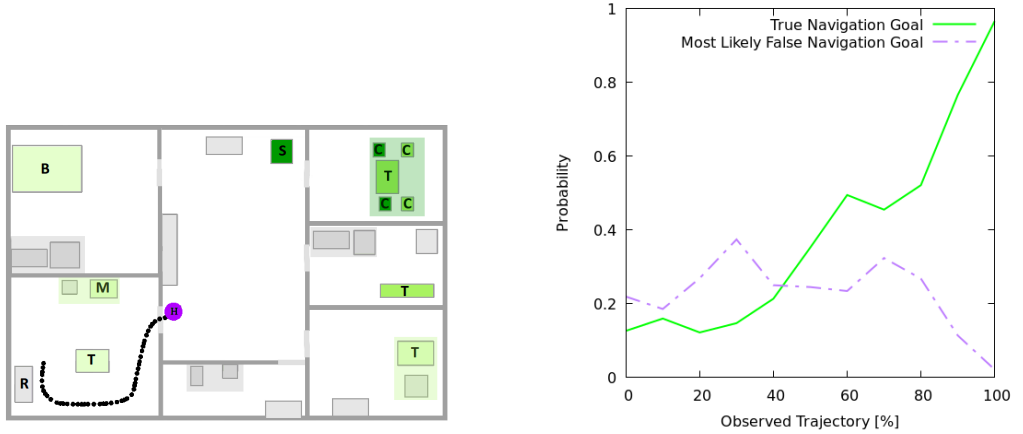 B
S
C C
T
C C
M
H
T
T
T
R
1
0.8
0.6
0.4
0.2
0
0 20 40 60 80 100
Probability
Observed Trajectory [%]
True Navigation Goal
Most Likely False Navigation Goal